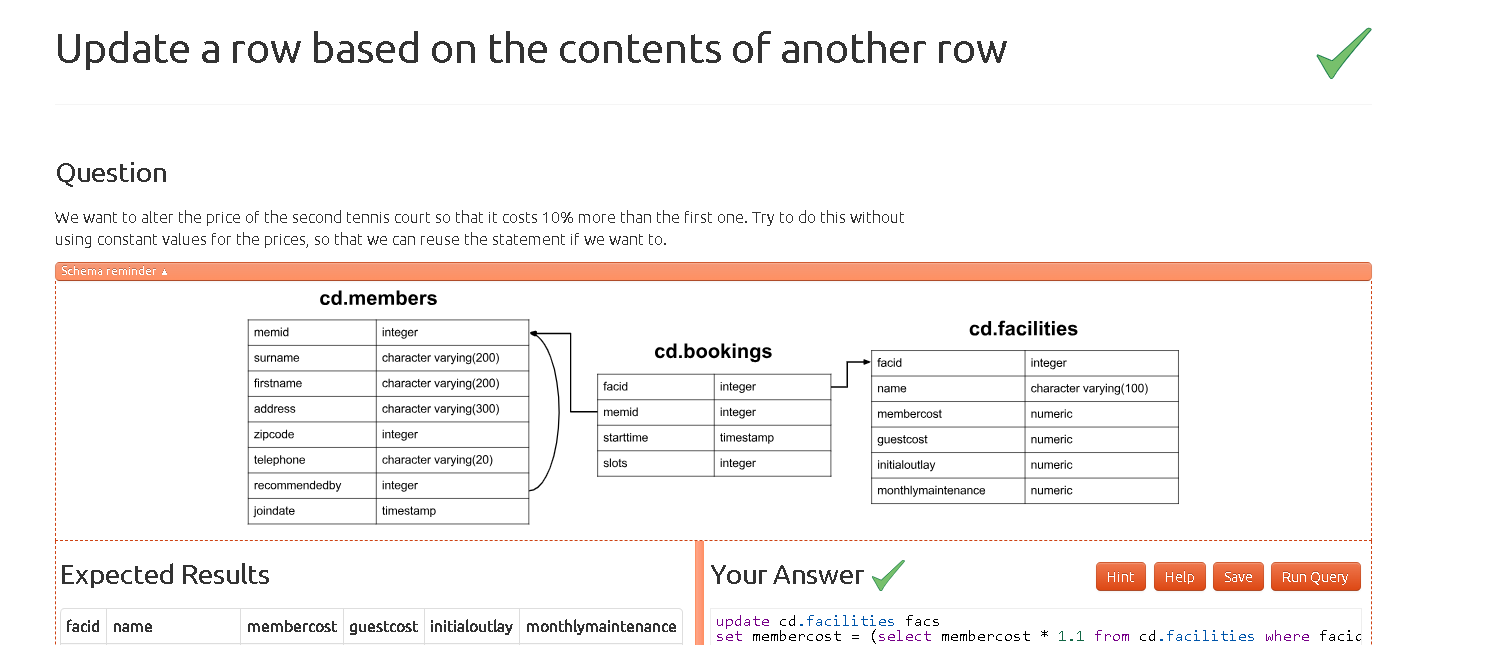 Update a row based on the contents of another row
Question
We want to alter the price of the second tennis court so that it costs 10% more than the first one. Try to do this without
using constant values for the prices, so that we can reuse the statement if we want to.
Schema reminder ▴
cd.members
memid integer
surname character varying(200)
firstname character varying(200)
address character varying(300)
zipcode integer
telephone character varying(20)
recommendedby integer
joindate timestamp
cd.bookings
facid integer
memid integer
starttime timestamp
slots integer
cd.facilities
facid integer
name character varying(100)
membercost numeric
guestcost numeric
initialoutlay numeric
monthlymaintenance numeric
Expected Results
facid name membercost guestcost initialoutlay monthlymaintenance
Your Answer
Hint Help Save Run Query
update cd.facilities facs
set membercost = (select membercost * 1.1 from cd.facilities where facid